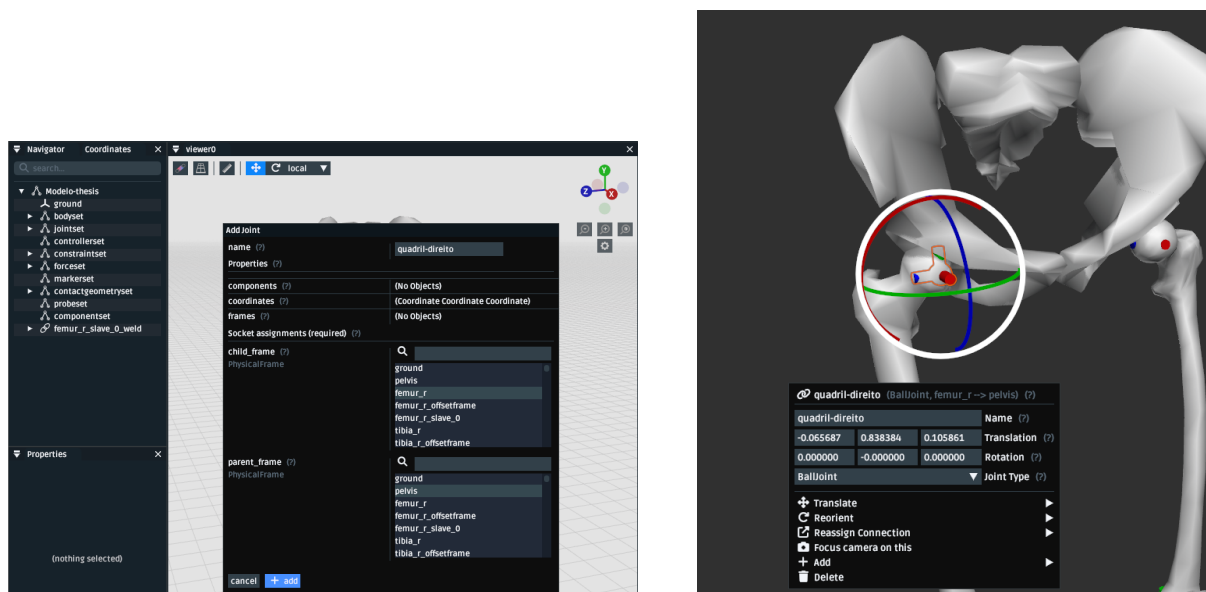 Navigator Coordinates
search...
Modelo-thesis
ground
bodyset
jointset
controllerset
constraintset
forceset
markerset
contactgeometryset
probeset
componentset
femur_r_slave_0_weld
Properties
(nothing selected)
viewer0
local
Y
Z
X
Add Joint
name (?) quadril-direito
Properties (?)
components (?) (No Objects)
coordinates (?) (Coordinate Coordinate Coordinate)
frames (?) (No Objects)
Socket assignments (required) (?)
child_frame (?)
PhysicalFrame
ground
pelvis
femur_r
femur_r_offsetframe
femur_r_slave_0
tibia_r
tibia_r_offsetframe
parent_frame (?)
PhysicalFrame
ground
pelvis
femur_r
femur_r_offsetframe
femur_r_slave_0
tibia_r
tibia_r_offsetframe
cancel + add
quadril-direito (BallJoint, femur_r --> pelvis) (?)
quadril-direito Name (?)
-0.065687 0.838384 0.105861 Translation (?)
0.000000 -0.000000 0.000000 Rotation (?)
BallJoint Joint Type (?)
Translate
Reorient
Reassign Connection
Focus camera on this
Add
Delete